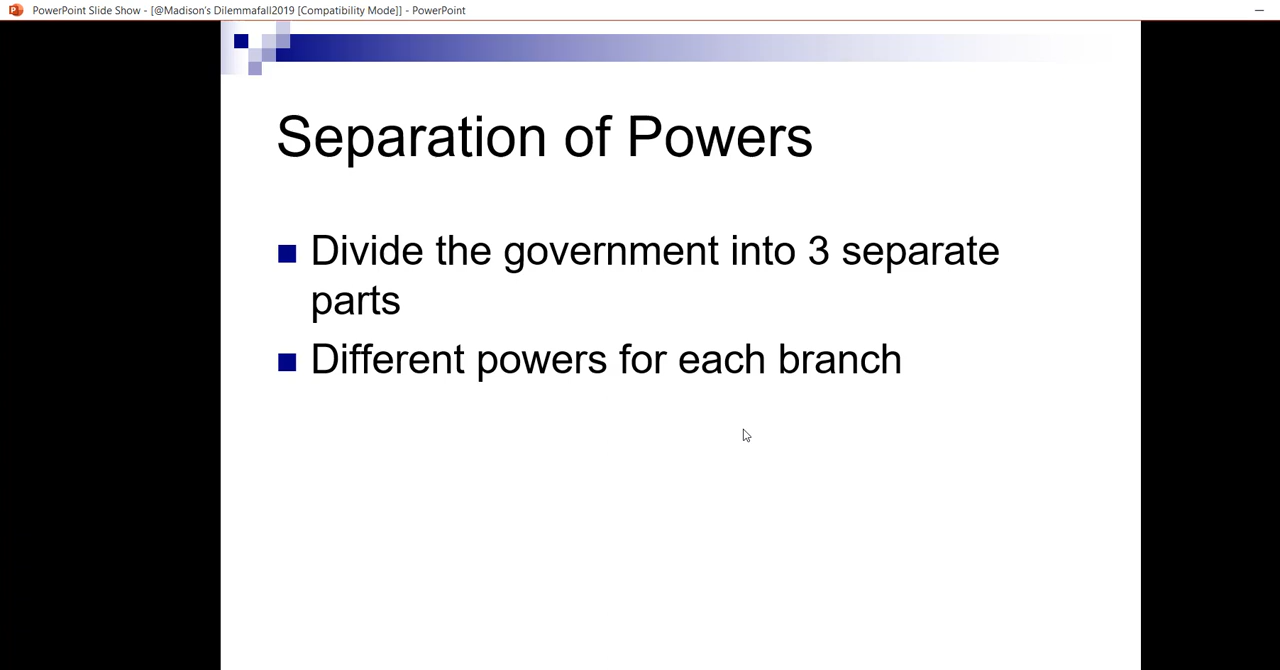 PowerPoint Slide Show - [@Madison's Dilemmafall2019 [Compatibility Mode]] - PowerPoint
Separation of Powers
Divide the government into 3 separate
parts
Different powers for each branch